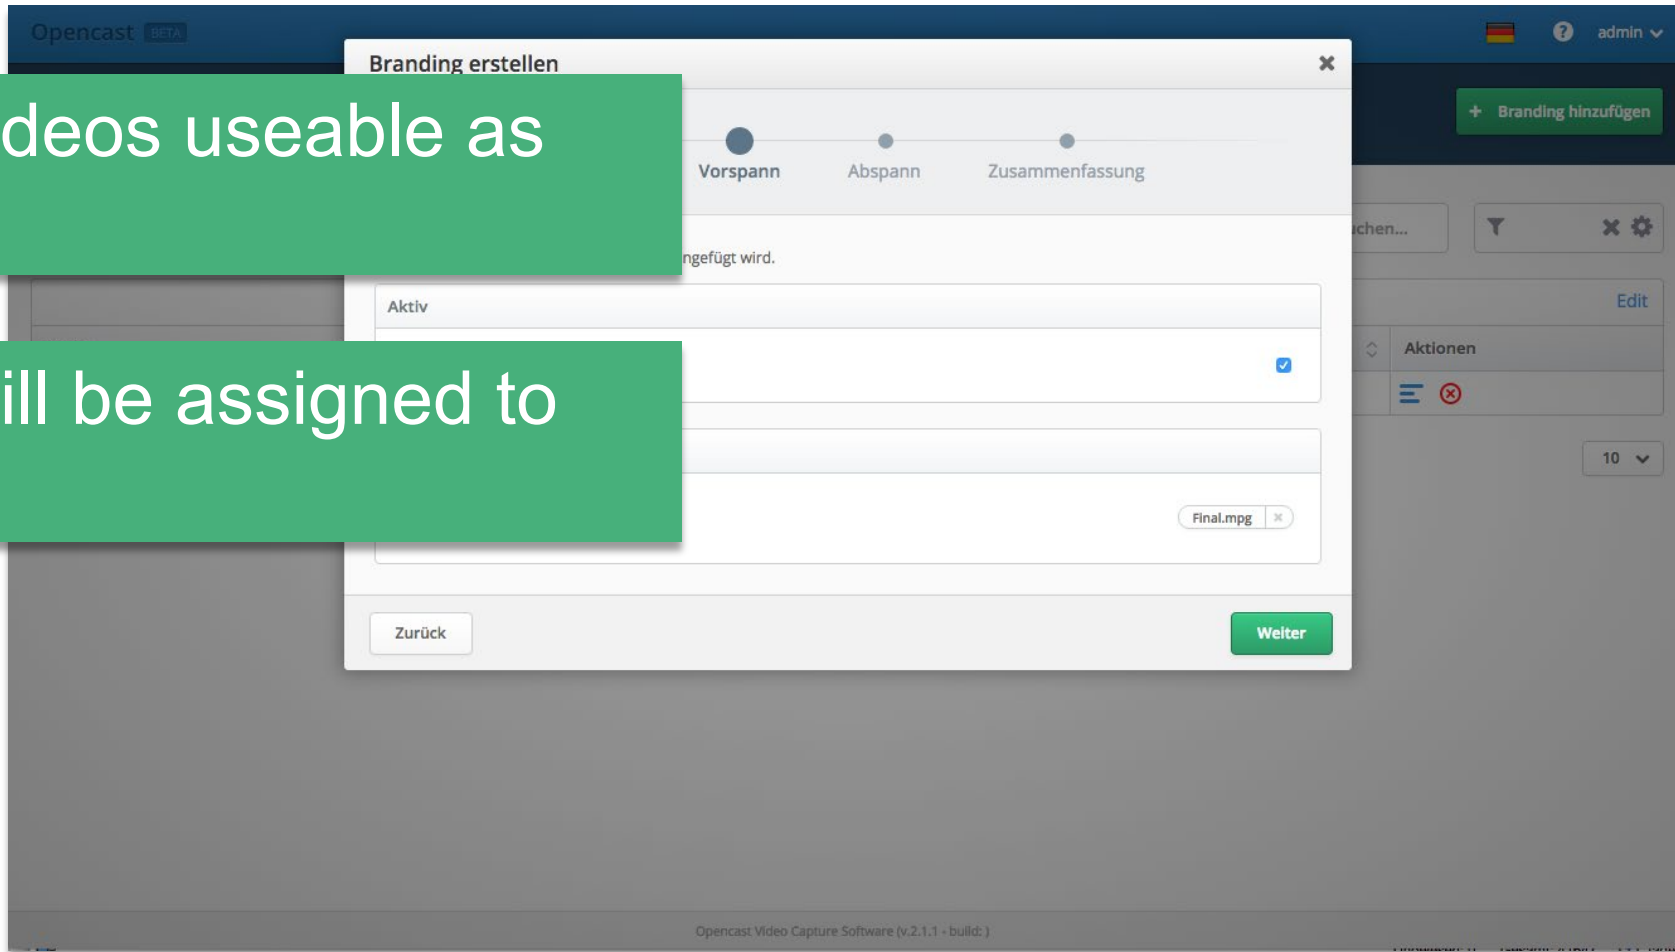 Opencast BETA
admin
Branding erstellen
Branding hinzufügen
deos useable as
Vorspann
Abspann
Zusammenfassung
ngefügt wird.
Aktiv
Edit
Aktionen
ill be assigned to
10
Final.mpg
Zurück
Weiter
Opencast Video Capture Software (v.2.1.1 - build: )